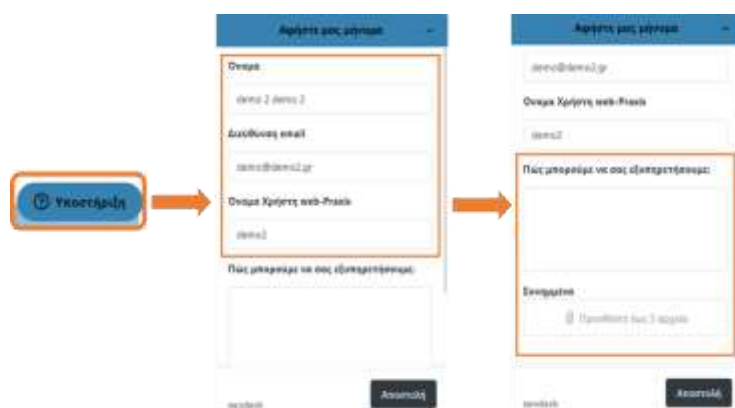 Υποστήριξη
Αφήστε μας μήνυμα
Όνομα
demo 2 demo 2
Διεύθυνση email
demo@demo2.gr
Όνομα Χρήστη web-Praxis
demo2
Πώς μπορούμε να σας εξυπηρετήσουμε;
Αποστολή
zendesk
Αφήστε μας μήνυμα
demo@demo2.gr
Όνομα Χρήστη web-Praxis
demo2
Πώς μπορούμε να σας εξυπηρετήσουμε;
Συνημμένα
Προσθέστε έως 5 αρχεία
Αποστολή
zendesk